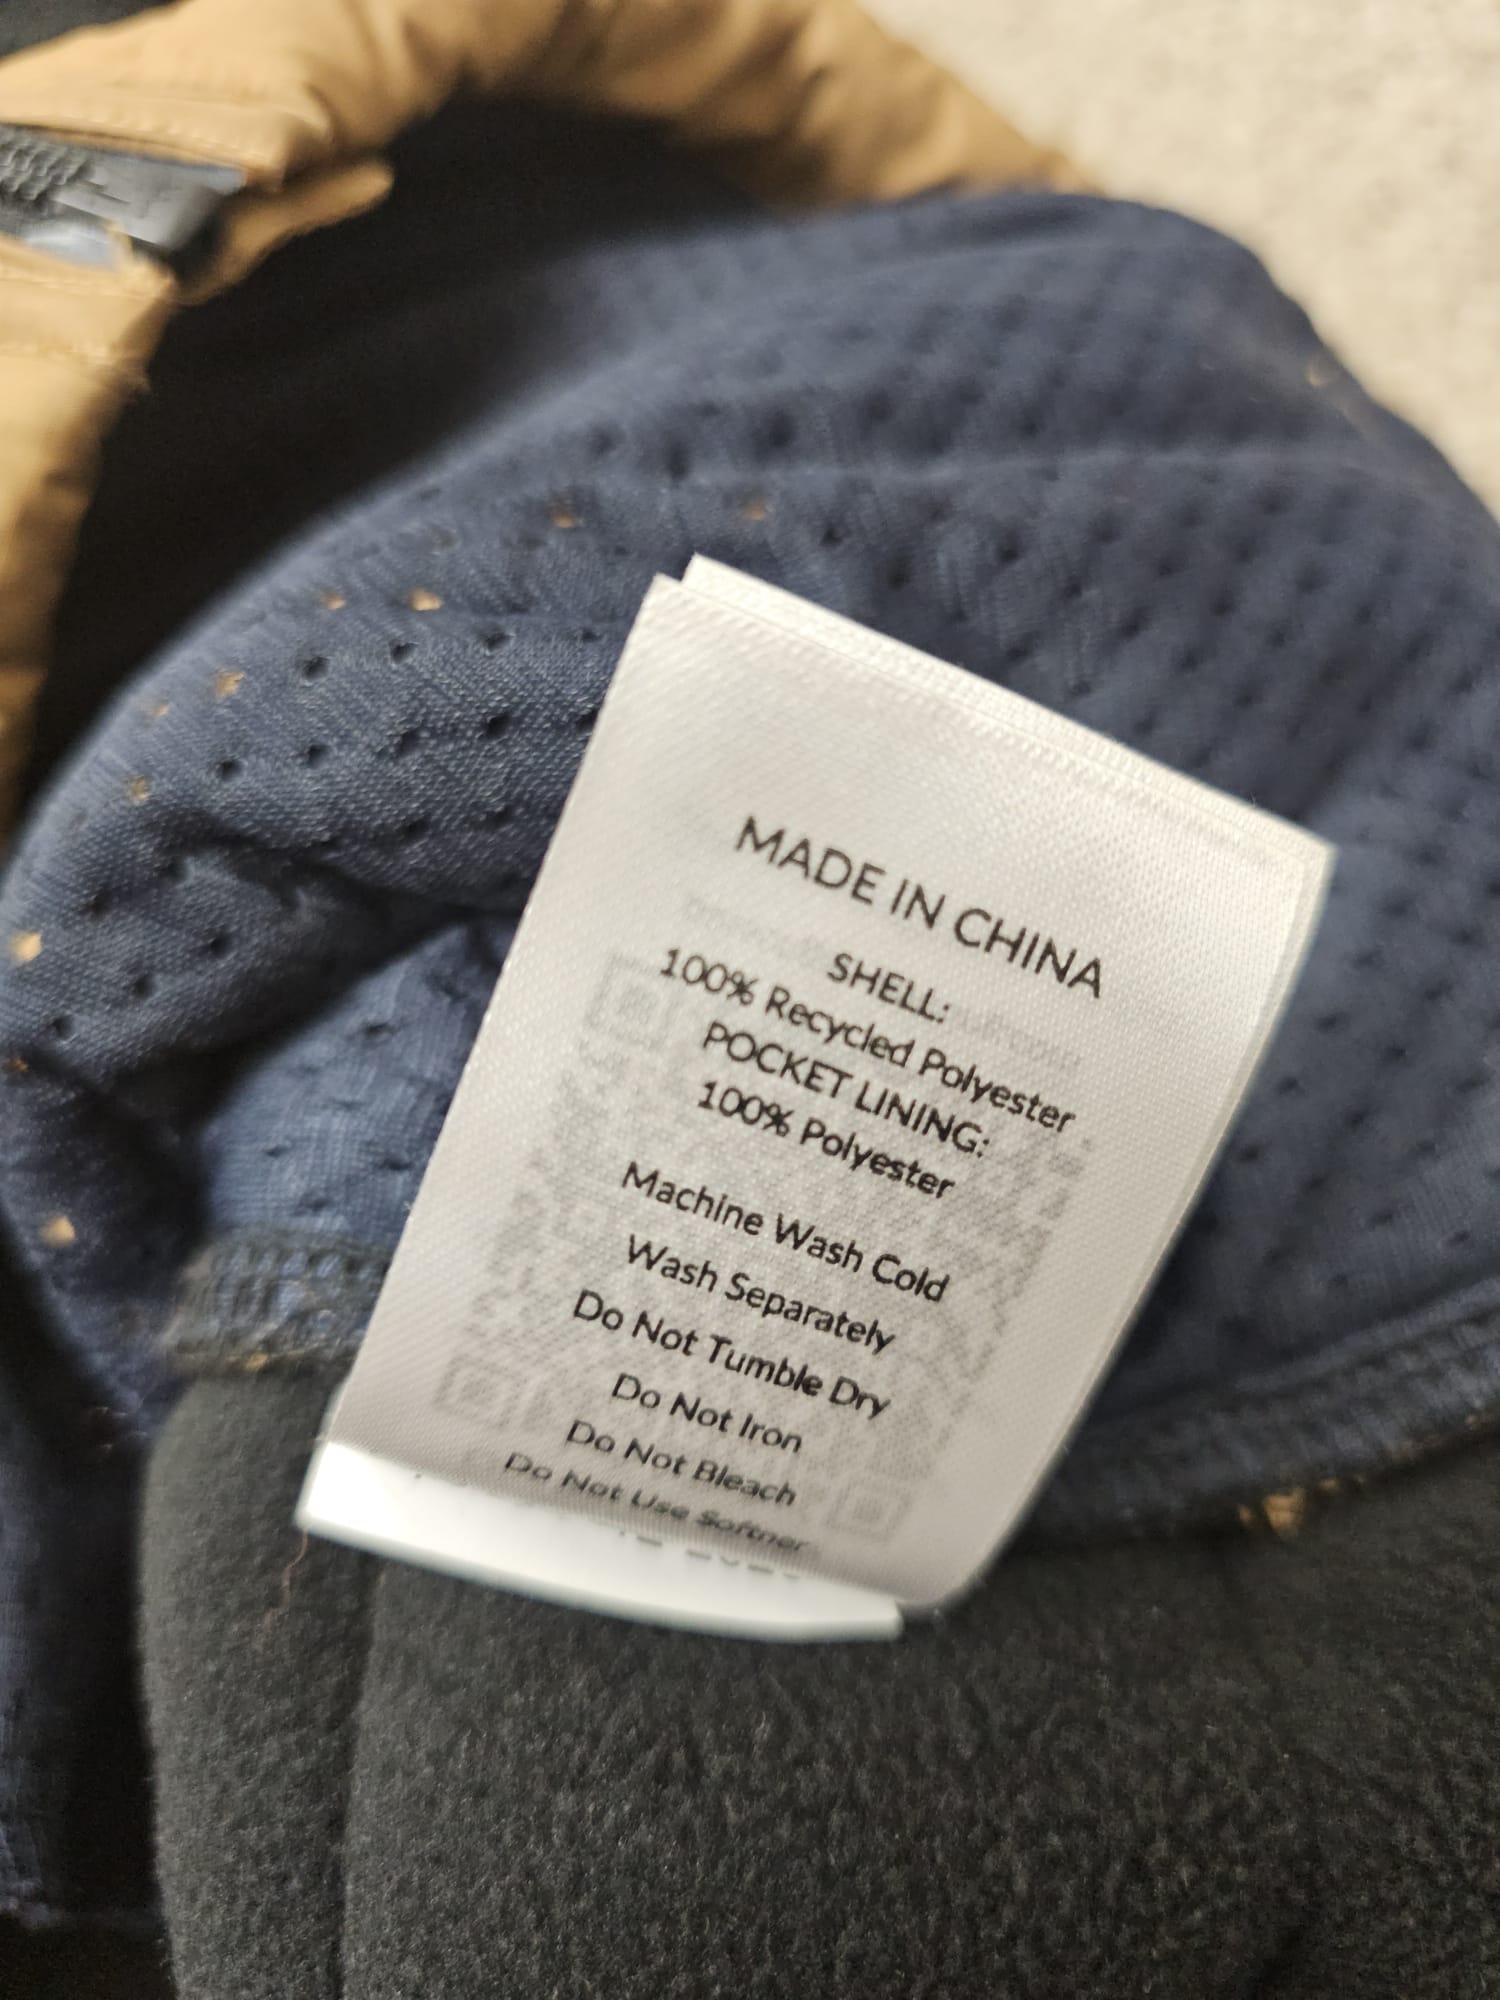 MADE IN CHINA
SHELL:
100% Recycled Polyester
POCKET LINING:
100% Polyester
Machine Wash Cold
Wash Separately
Do Not Tumble Dry
Do Not Iron
Do Not Bleach
Do Not Use Softner